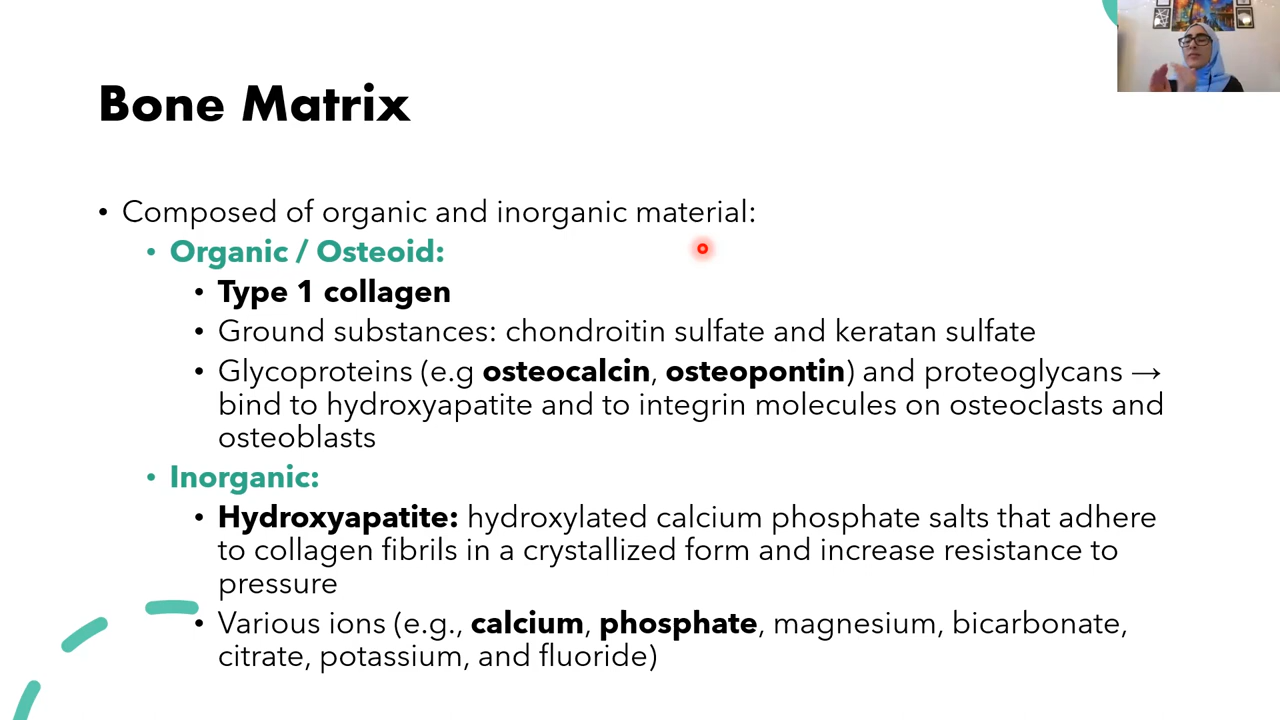 Bone Matrix
• Composed of organic and inorganic material:
• Organic / Osteoid:
• Type 1 collagen
• Ground substances: chondroitin sulfate and keratan sulfate
• Glycoproteins (e.g osteocalcin, osteopontin) and proteoglycans →
bind to hydroxyapatite and to integrin molecules on osteoclasts and
osteoblasts
• Inorganic:
• Hydroxyapatite: hydroxylated calcium phosphate salts that adhere
to collagen fibrils in a crystallized form and increase resistance to
pressure
• Various ions (e.g., calcium, phosphate, magnesium, bicarbonate,
citrate, potassium, and fluoride)